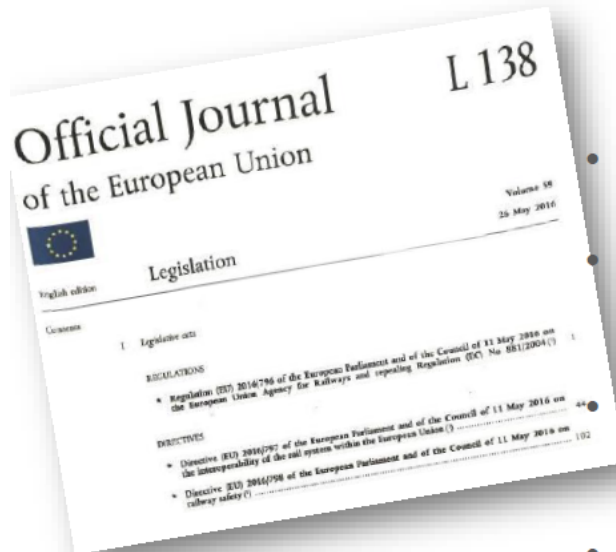 Official Journal
L 138
of the European Union
Volume 59
26 May 2016
English edition
Legislation
Contents
I Legislative acts
REGULATIONS
* Regulation (EU) 2016/796 of the European Parliament and of the Council of 11 May 2016 on
the European Union Agency for Railways and repealing Regulation (EC) No 881/2004 (¹) 1
DIRECTIVES
* Directive (EU) 2016/797 of the European Parliament and of the Council of 11 May 2016 on
the interoperability of the rail system within the European Union (¹) .................... 44
* Directive (EU) 2016/798 of the European Parliament and of the Council of 11 May 2016 on
railway safety (¹) .................... 102